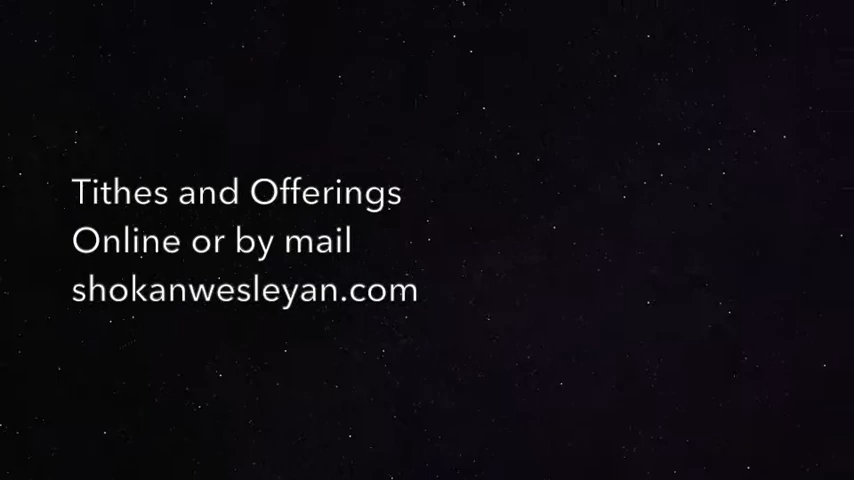 Tithes and Offerings
Online or by mail
shokanwesleyan.com